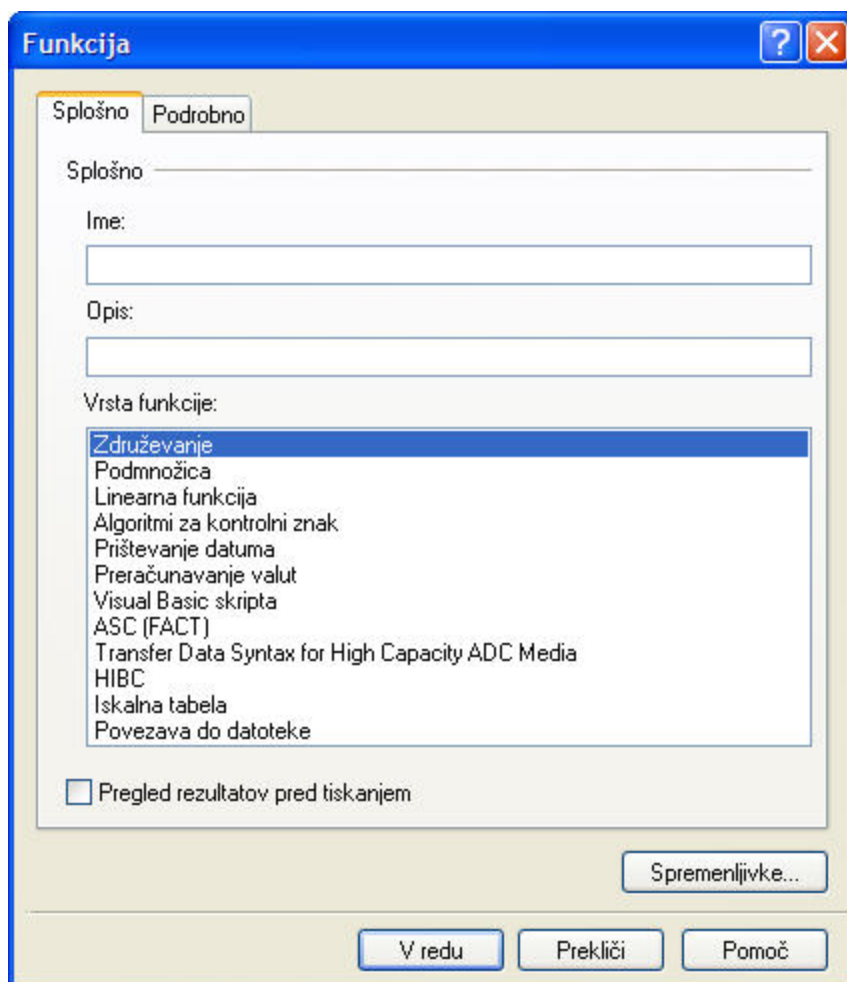 Funkcija
Splošno Podrobno
Splošno
Ime:
Opis:
Vrsta funkcije:
Združevanje
Podmnožica
Linearna funkcija
Algoritmi za kontrolni znak
Prištevanje datuma
Preračunavanje valut
Visual Basic skripta
ASC (FACT)
Transfer Data Syntax for High Capacity ADC Media
HIBC
Iskalna tabela
Povezava do datoteke
Pregled rezultatov pred tiskanjem
Spremenljivke...
V redu Prekliči Pomoč